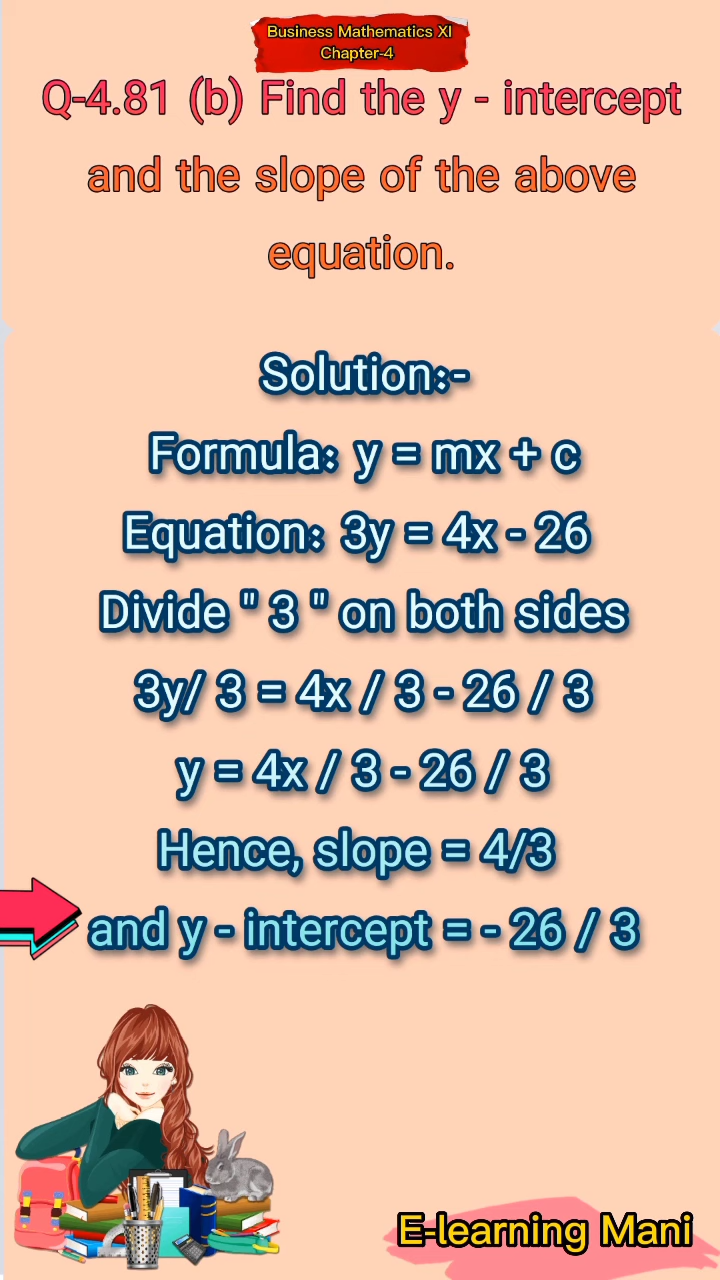 Business Mathematics XI
Chapter-4
Q-4.81 (b) Find the y - intercept
and the slope of the above
equation.
Solution:-
Formula: y = mx + c
Equation: 3y = 4x - 26
Divide " 3 " on both sides
3y/ 3 = 4x / 3 - 26 / 3
y = 4x / 3 - 26 / 3
Hence, slope = 4/3
and y - intercept = - 26 / 3
E-learning Mani